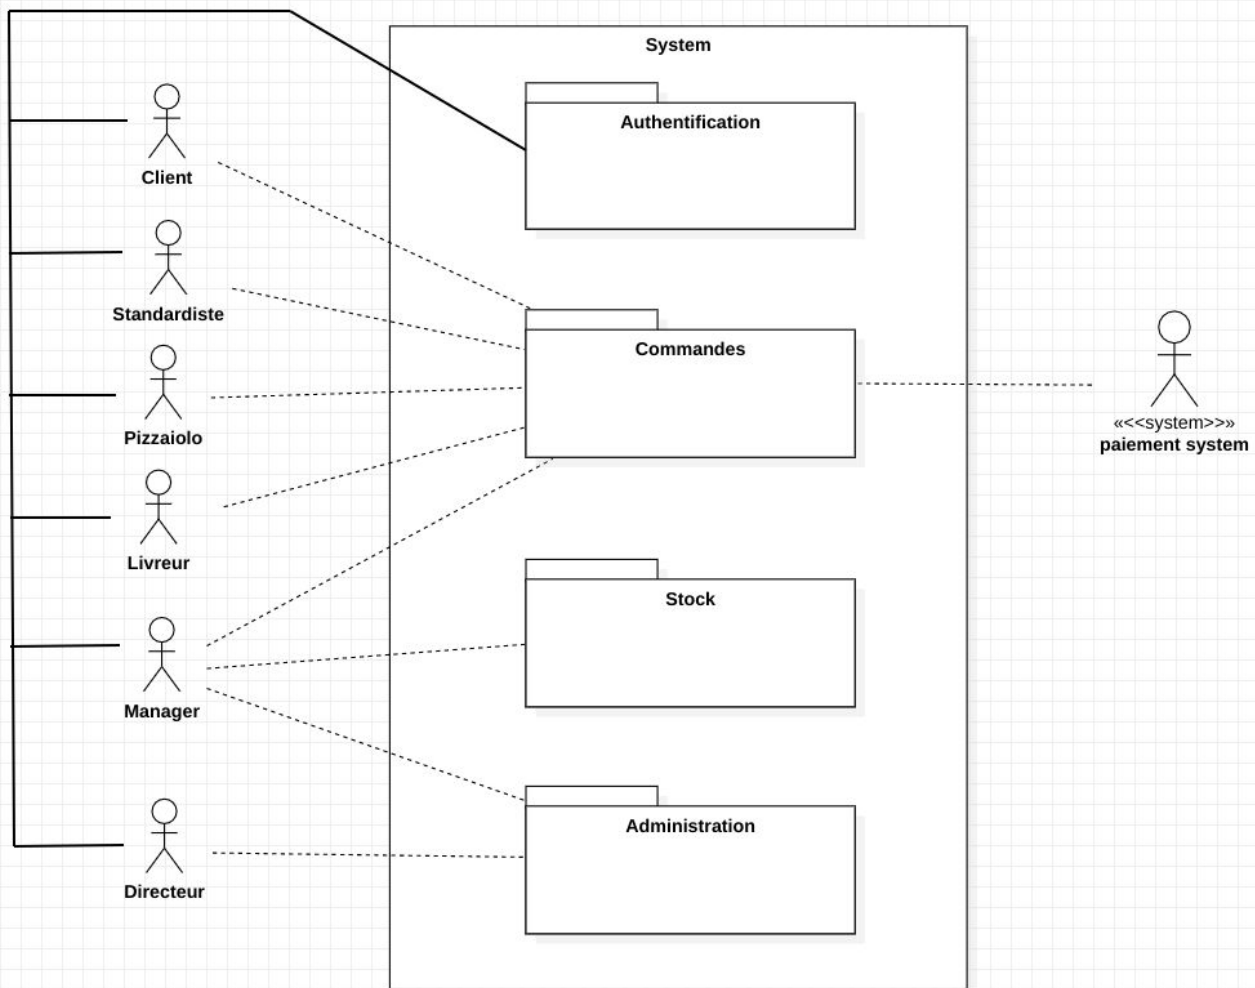 System
Authentification
Client
Standardiste
Commandes
Pizzaiolo
«<<system>>»
paiement system
Livreur
Stock
Manager
Administration
Directeur